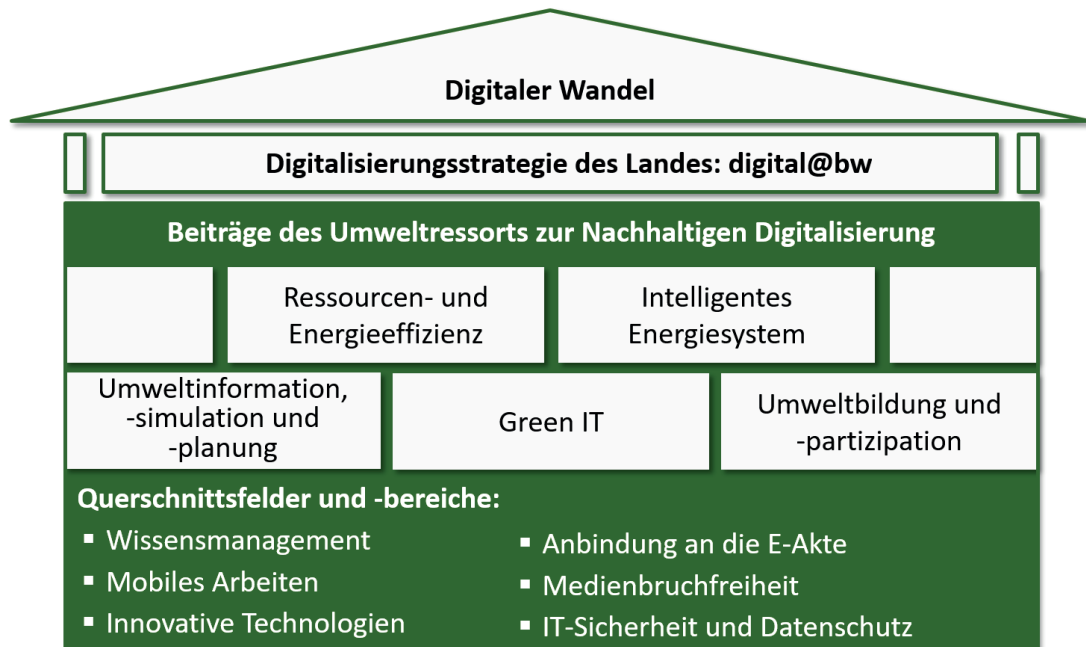 Digitaler Wandel
Digitalisierungsstrategie des Landes: digital@bw
Beiträge des Umweltressorts zur Nachhaltigen Digitalisierung
Ressourcen- und
Energieeffizienz
Intelligentes
Energiesystem
Umweltinformation,
-simulation und
-planung
Green IT
Umweltbildung und
-partizipation
Querschnittsfelder und -bereiche:
▪ Wissensmanagement
▪ Mobiles Arbeiten
▪ Innovative Technologien
▪ Anbindung an die E-Akte
▪ Medienbruchfreiheit
▪ IT-Sicherheit und Datenschutz